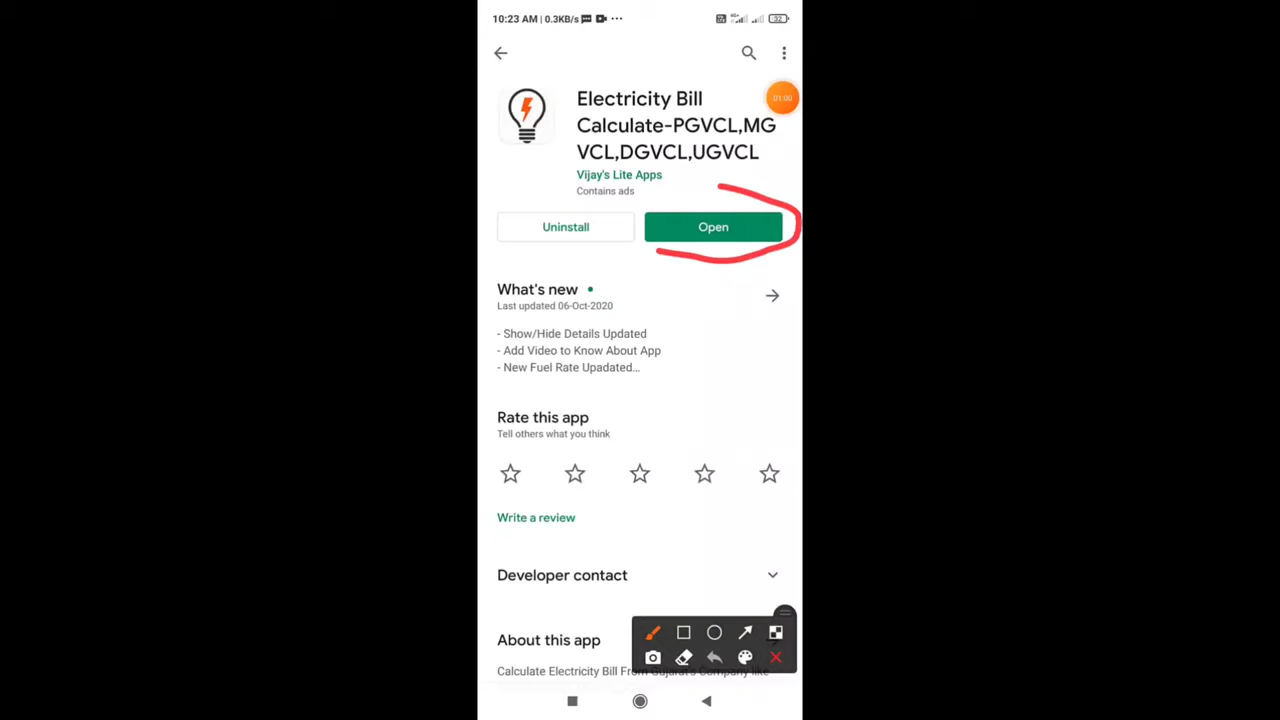 10:23 AM | 0.3KB/s
32
01:00
Electricity Bill
Calculate-PGVCL,MG
VCL,DGVCL,UGVCL
Vijay's Lite Apps
Contains ads
Uninstall
Open
What's new
Last updated 06-Oct-2020
- Show/Hide Details Updated
- Add Video to Know About App
- New Fuel Rate Upadated...
Rate this app
Tell others what you think
Write a review
Developer contact
About this app
Calculate Electricity Bill From Gujarat's Company like